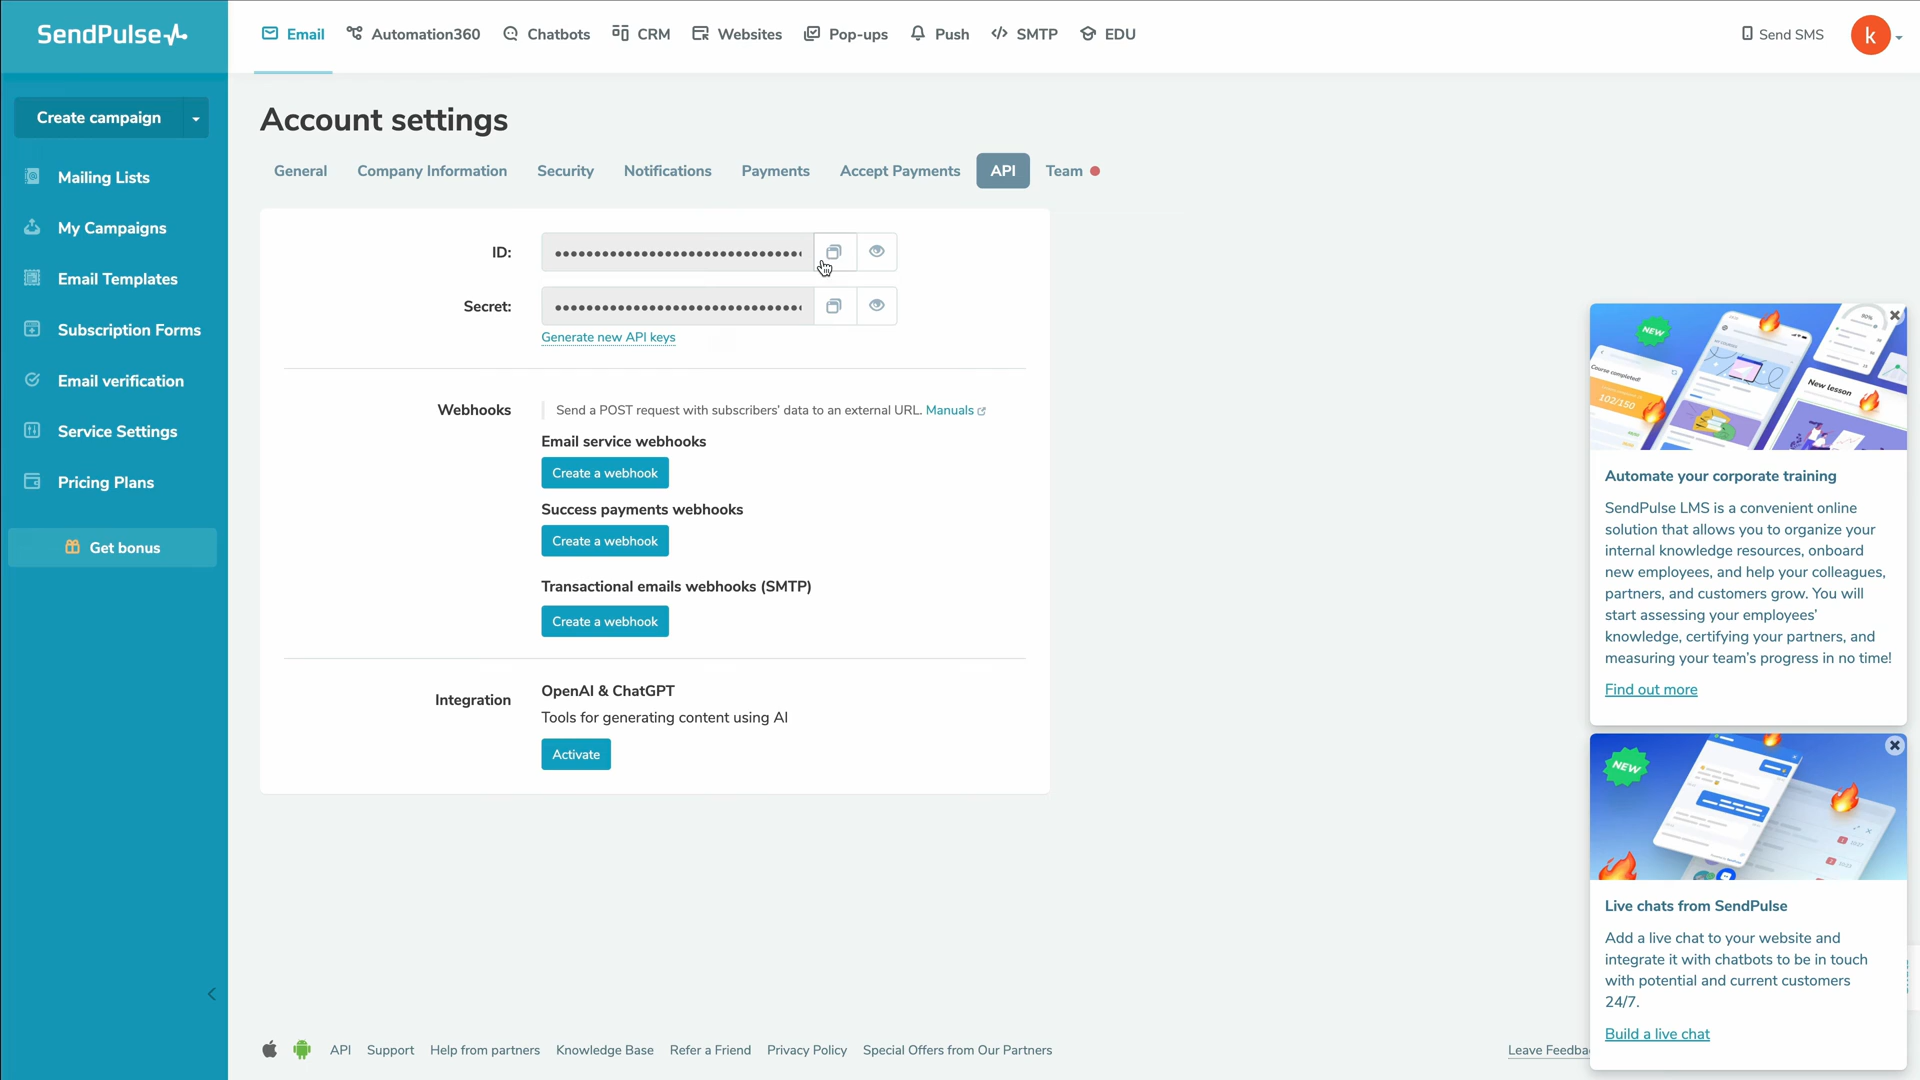 SendPulse
Email
Automation360
Chatbots
CRM
Websites
Pop-ups
Push
SMTP
EDU
Send SMS
k
Create campaign
Mailing Lists
My Campaigns
Email Templates
Subscription Forms
Email verification
Service Settings
Pricing Plans
Get bonus
Account settings
General
Company Information
Security
Notifications
Payments
Accept Payments
API
Team
ID:
Secret:
Generate new API keys
Webhooks
Send a POST request with subscribers' data to an external URL. Manuals
Email service webhooks
Create a webhook
Success payments webhooks
Create a webhook
Transactional emails webhooks (SMTP)
Create a webhook
Integration
OpenAI & ChatGPT
Tools for generating content using AI
Activate
NEW
90%
Course completed!
102/150
New lesson
Automate your corporate training
SendPulse LMS is a convenient online
solution that allows you to organize your
internal knowledge resources, onboard
new employees, and help your colleagues,
partners, and customers grow. You will
start assessing your employees'
knowledge, certifying your partners, and
measuring your team's progress in no time!
Find out more
NEW
Live chats from SendPulse
Add a live chat to your website and
integrate it with chatbots to be in touch
with potential and current customers
24/7.
Build a live chat
API
Support
Help from partners
Knowledge Base
Refer a Friend
Privacy Policy
Special Offers from Our Partners
Leave Feedba